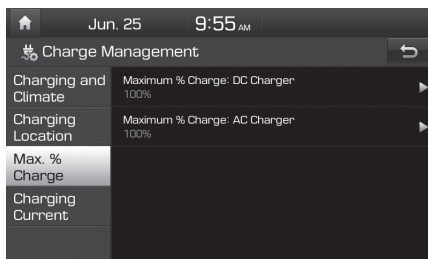 Jun. 25 9:55 AM
Charge Management
Charging and
Climate
Maximum % Charge: DC Charger
100%
Charging
Location
Maximum % Charge: AC Charger
100%
Max. %
Charge
Charging
Current